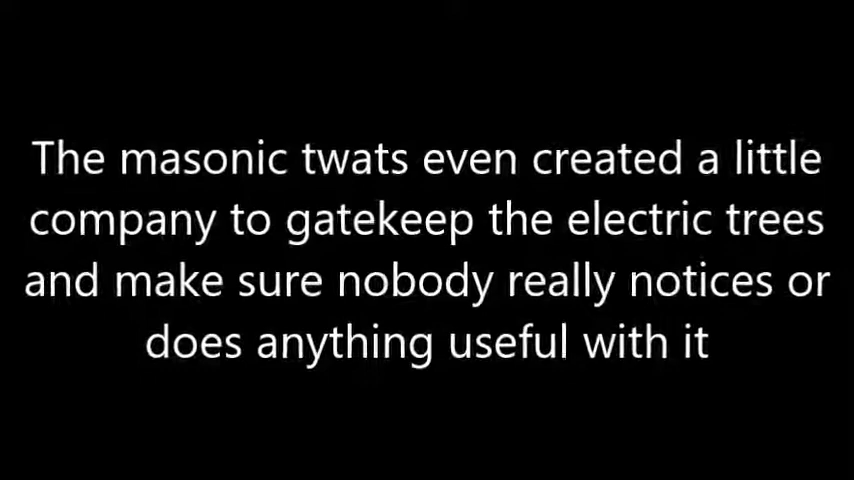 The masonic twats even created a little
company to gatekeep the electric trees
and make sure nobody really notices or
does anything useful with it